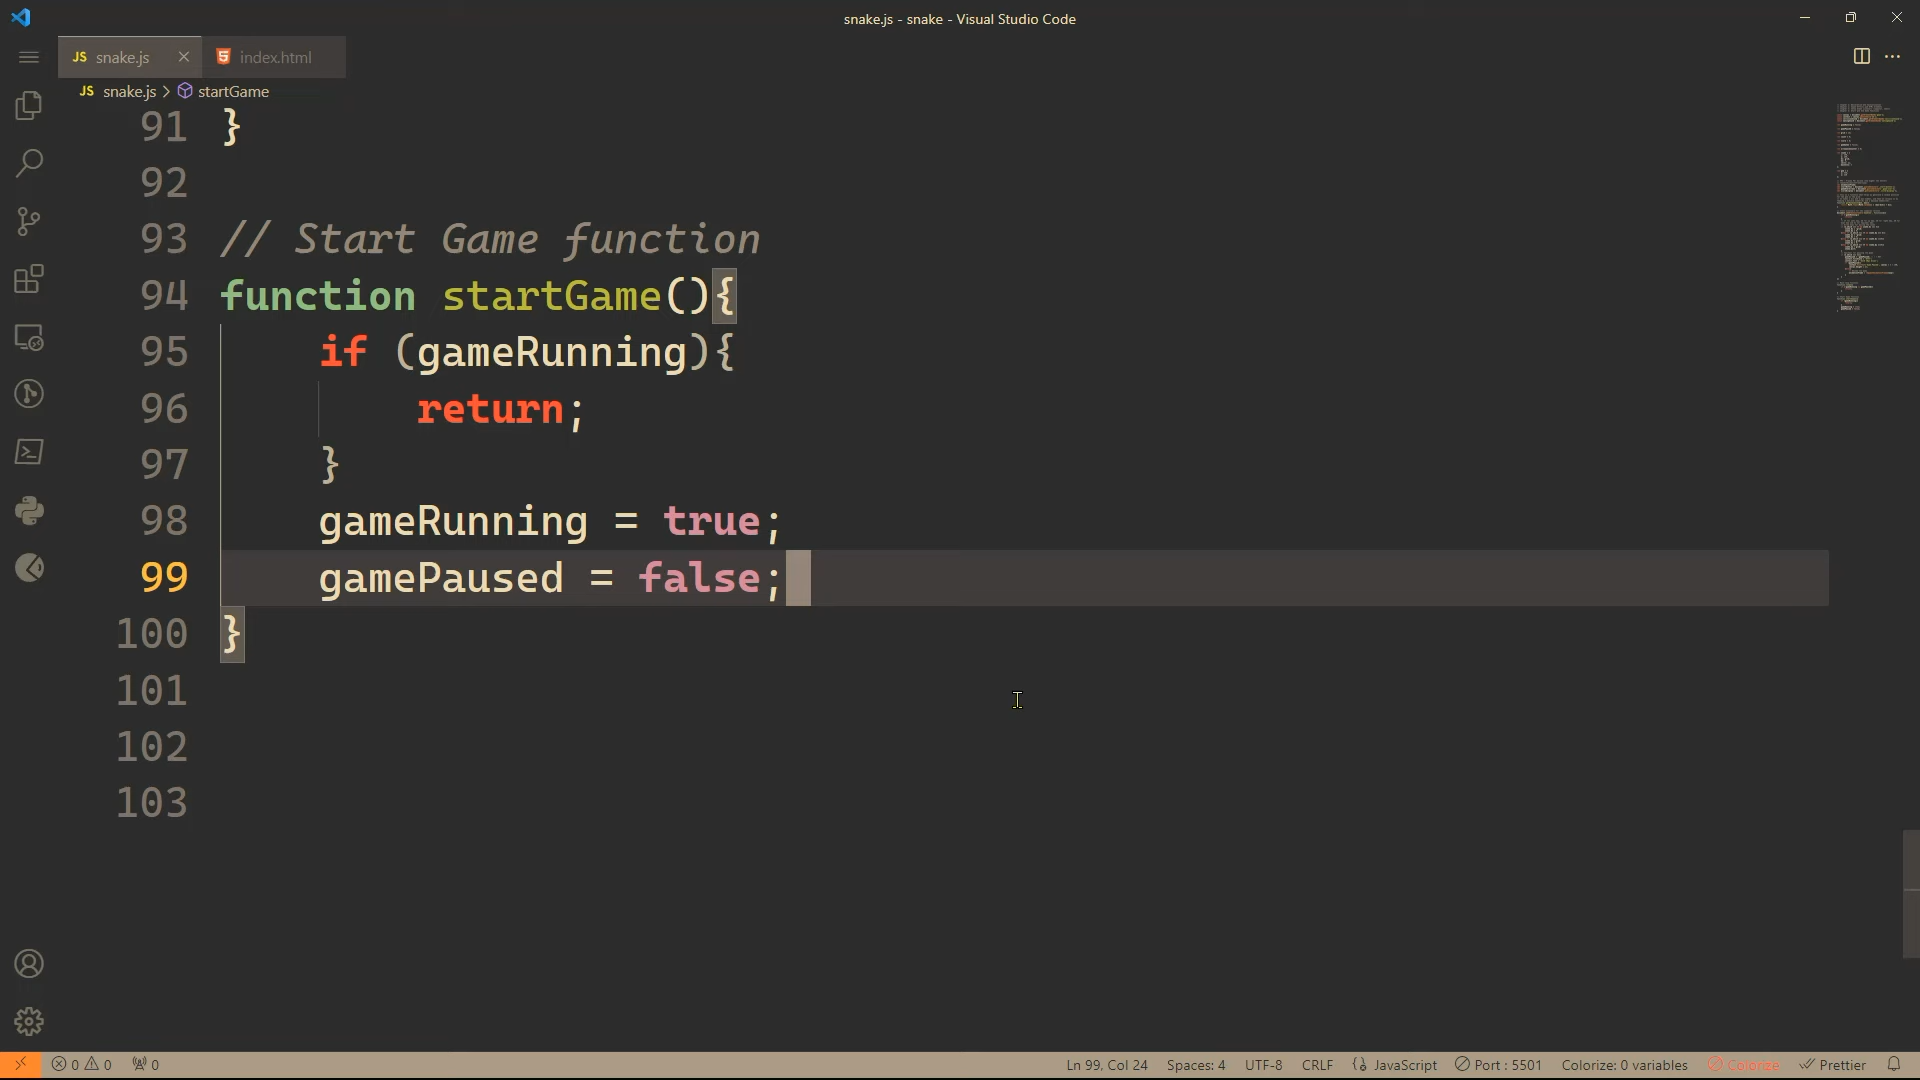 snake.js - snake - Visual Studio Code
JS snake.js index.html
JS snake.js > startGame
91 }
92
93 // Start Game function
94 function startGame(){
95 if (gameRunning){
96 return;
97 }
98 gameRunning = true;
99 gamePaused = false;
100 }
101
102
103
0 0 0 Ln 99, Col 24 Spaces: 4 UTF-8 CRLF JavaScript Port : 5501 Colorize: 0 variables Colorize Prettier